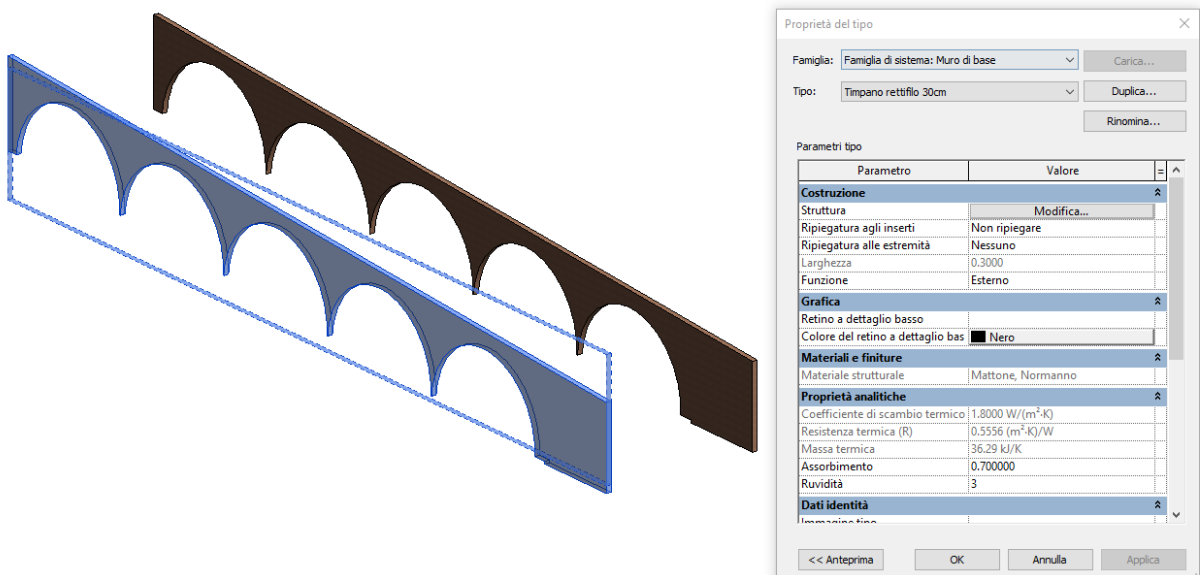 Proprietà del tipo
Famiglia: Famiglia di sistema: Muro di base Carica...
Tipo: Timpano rettifilo 30cm Duplica...
Rinomina...
Parametri tipo
Parametro Valore =
Costruzione
Struttura Modifica...
Ripiegatura agli inserti Non ripiegare
Ripiegatura alle estremità Nessuno
Larghezza 0.3000
Funzione Esterno
Grafica
Retino a dettaglio basso
Colore del retino a dettaglio bas Nero
Materiali e finiture
Materiale strutturale Mattone, Normanno
Proprietà analitiche
Coefficiente di scambio termico 1.8000 W/(m²·K)
Resistenza termica (R) 0.5556 (m²·K)/W
Massa termica 36.29 kJ/K
Assorbimento 0.700000
Ruvidità 3
Dati identità
Immagine tipo
<< Anteprima OK Annulla Applica